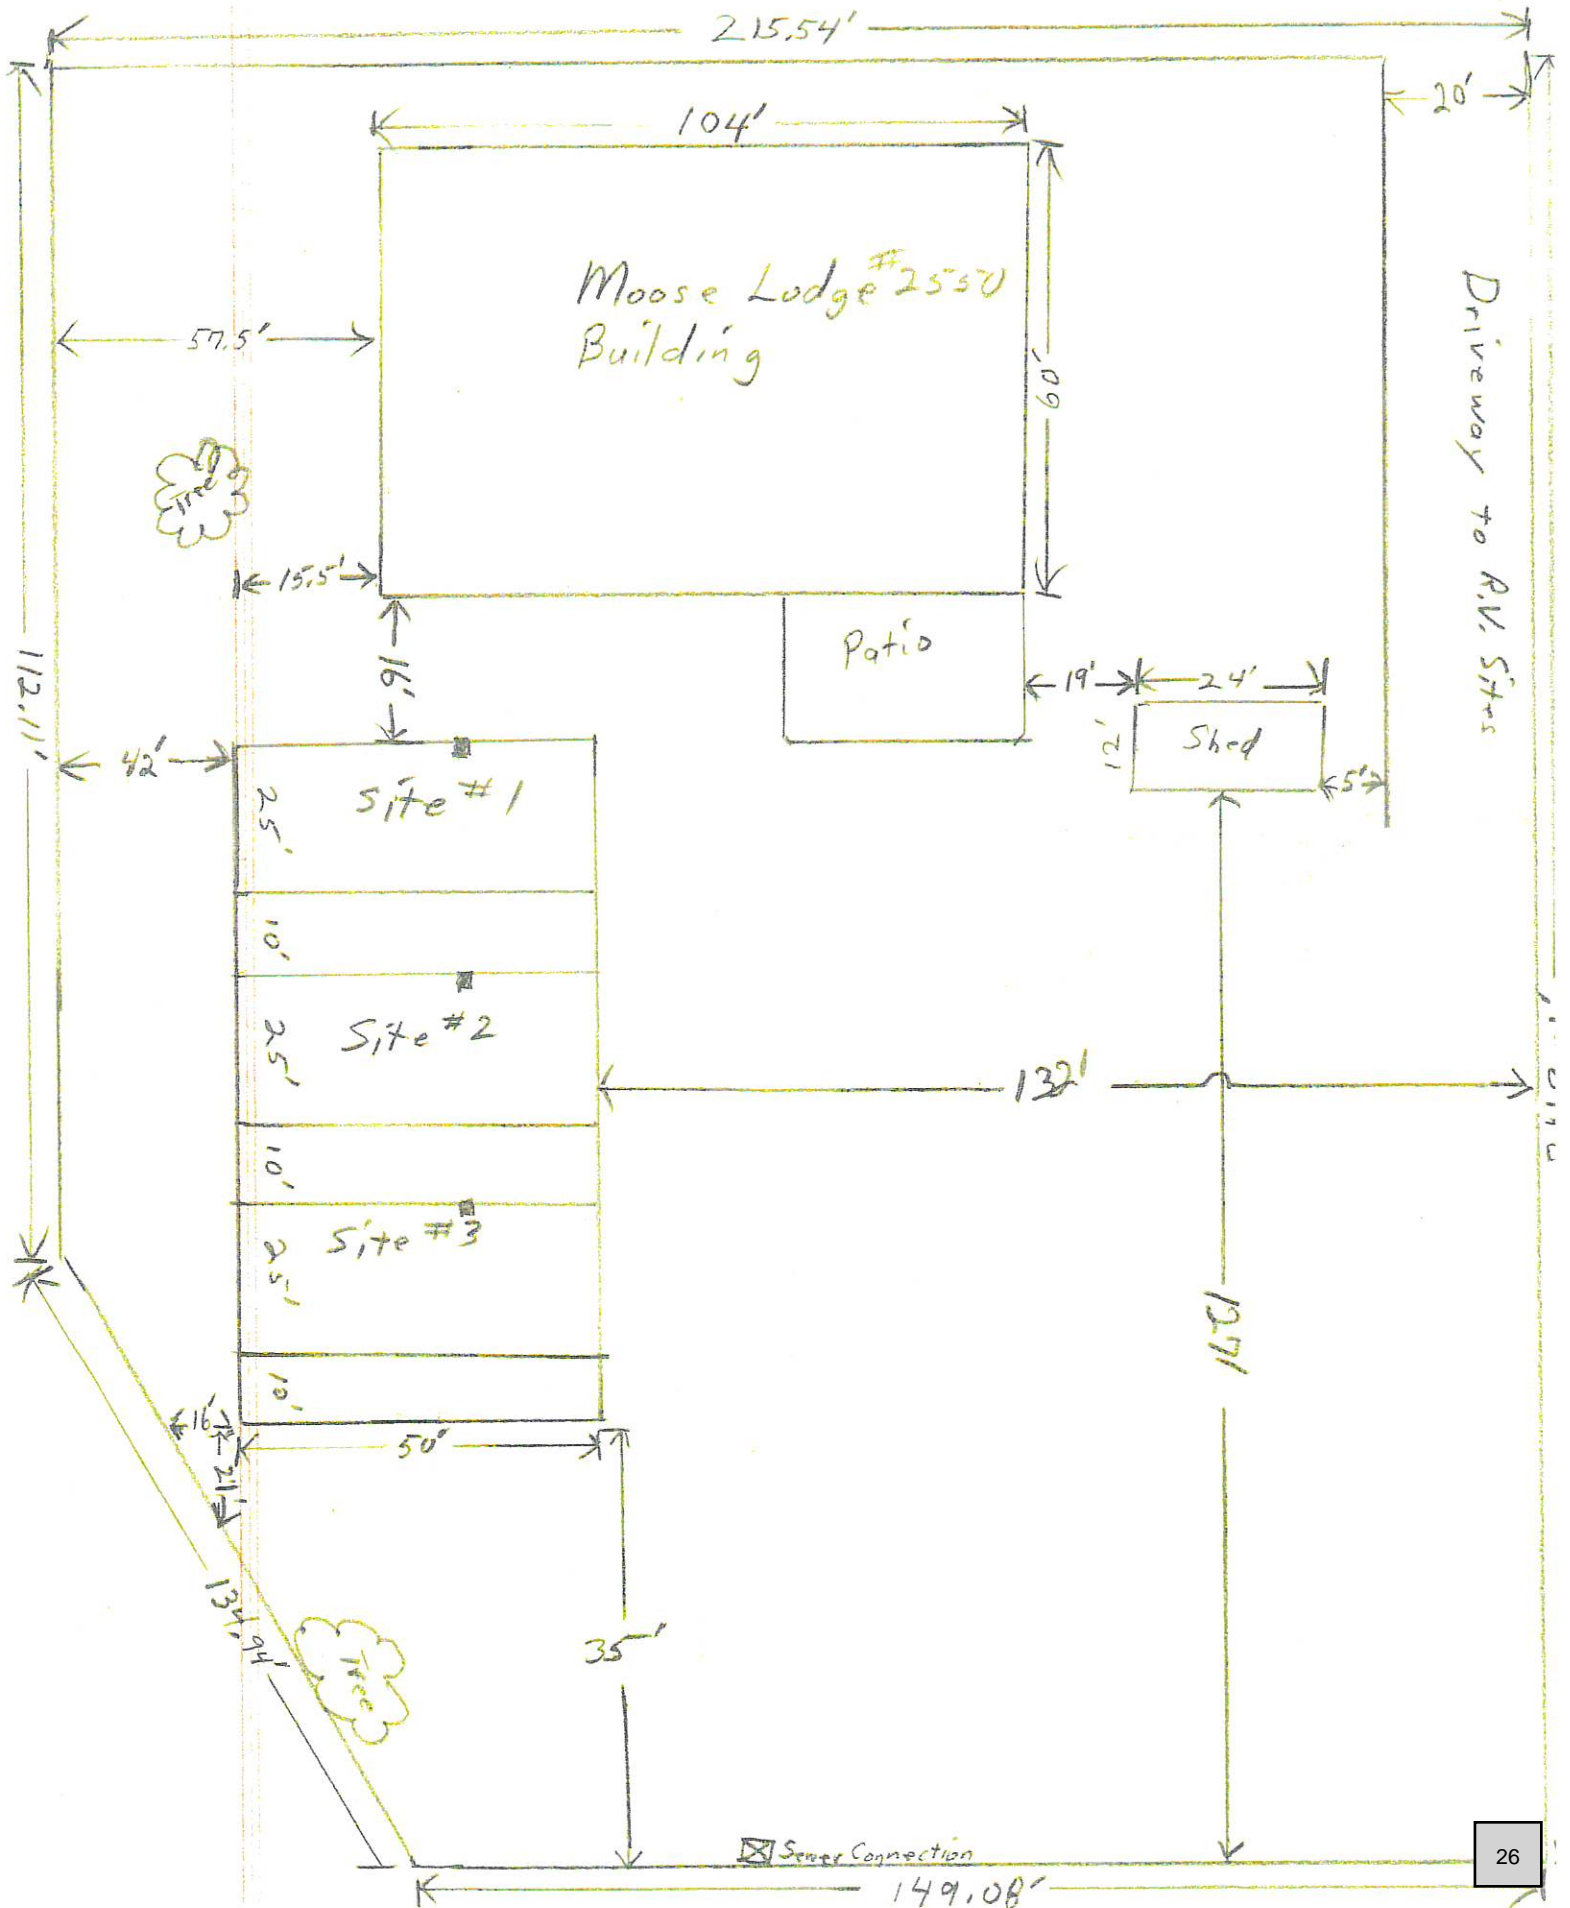 215.54'
20'
104'
Moose Lodge #2550
Building
57.5'
60'
Driveway to R.V. Sites
Tree
15.5'
16'
Patio
19'
24'
12'
Shed
5'
112.11'
42'
25'
Site #1
10'
25'
Site #2
132'
10'
25'
Site #3
127'
10'
16'
50'
21'
134.94'
Tree
35'
Sewer Connection
149.08'
26